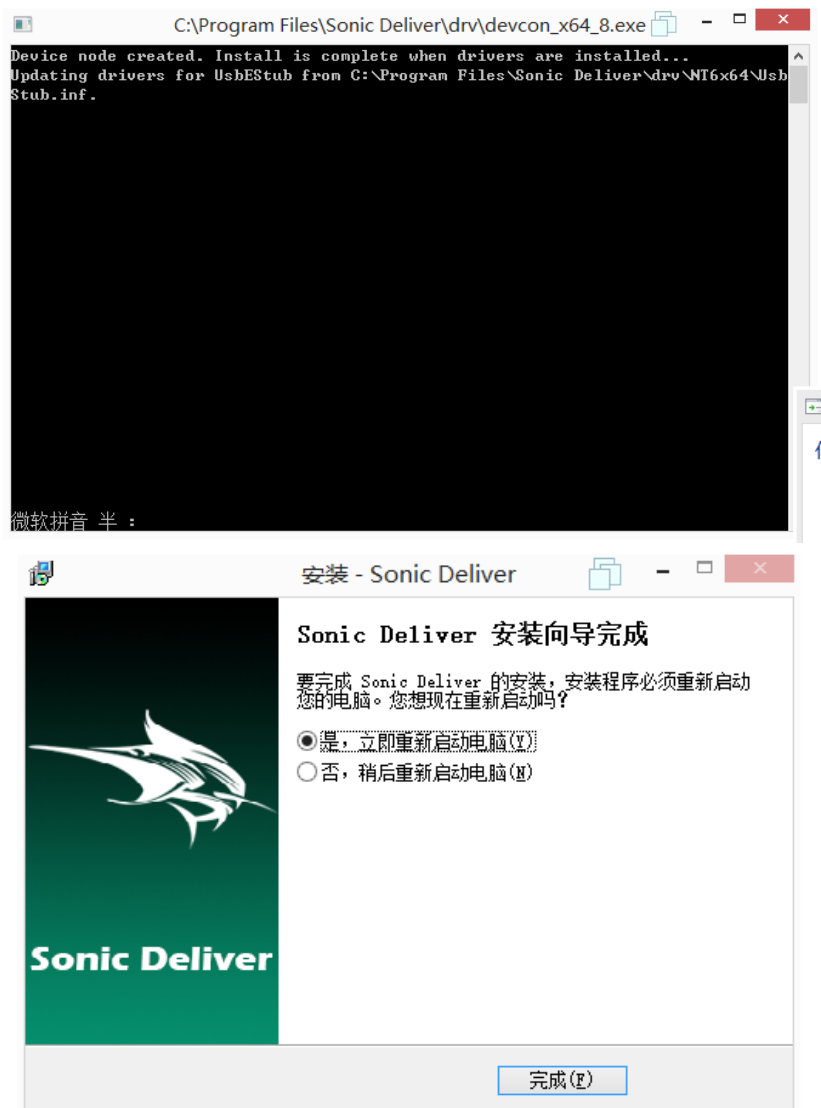 C:\Program Files\Sonic Deliver\drv\devcon_x64_8.exe
Device node created. Install is complete when drivers are installed...
Updating drivers for UsbEStub from C:\Program Files\Sonic Deliver\drv\NT6x64\Usb
Stub.inf.
微软拼音 半 :
安装 - Sonic Deliver
Sonic Deliver 安装向导完成
要完成 Sonic Deliver 的安装，安装程序必须重新启动
您的电脑。您想现在重新启动吗?
是，立即重新启动电脑(Y)
否，稍后重新启动电脑(N)
Sonic Deliver
完成(F)